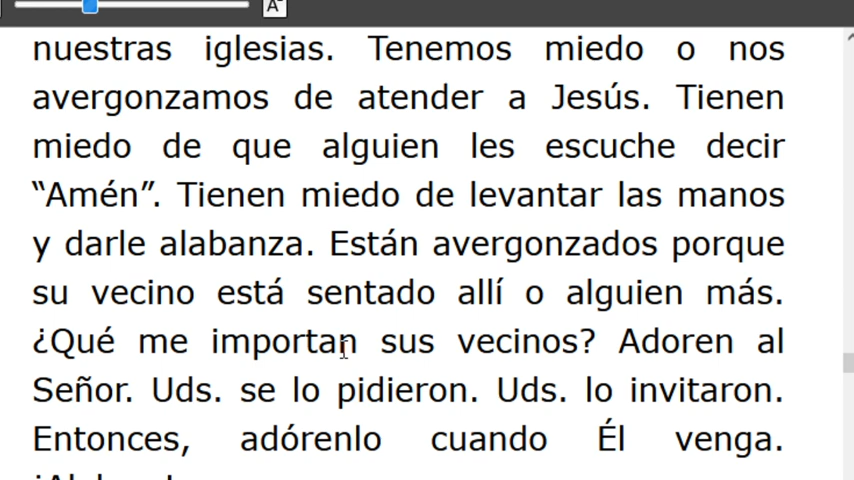 A
nuestras iglesias. Tenemos miedo o nos
avergonzamos de atender a Jesús. Tienen
miedo de que alguien les escuche decir
“Amén”. Tienen miedo de levantar las manos
y darle alabanza. Están avergonzados porque
su vecino está sentado allí o alguien más.
¿Qué me importan sus vecinos? Adoren al
Señor. Uds. se lo pidieron. Uds. lo invitaron.
Entonces, adórenlo cuando Él venga.